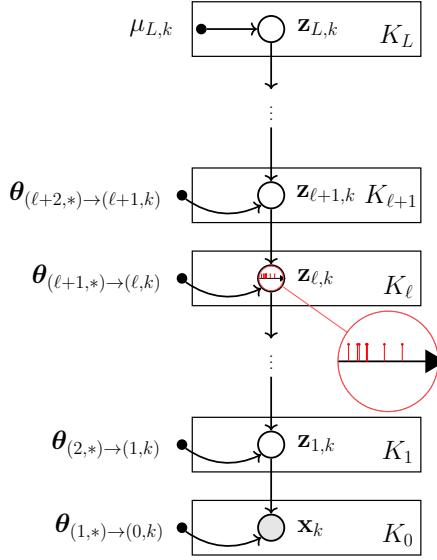 μ_{L,k} z_{L,k} K_L
⋮
θ_{(ℓ+2,*)→(ℓ+1,k)} z_{ℓ+1,k} K_{ℓ+1}
θ_{(ℓ+1,*)→(ℓ,k)} z_{ℓ,k} K_ℓ
⋮
θ_{(2,*)→(1,k)} z_{1,k} K_1
θ_{(1,*)→(0,k)} x_k K_0